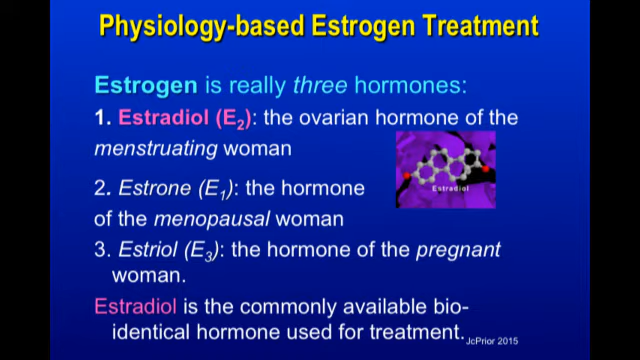 Physiology-based Estrogen Treatment
Estrogen is really three hormones:
1. Estradiol (E2): the ovarian hormone of the
menstruating woman
Estradiol
2. Estrone (E1): the hormone
of the menopausal woman
3. Estriol (E3): the hormone of the pregnant
woman.
Estradiol is the commonly available bio-
identical hormone used for treatment.
JcPrior 2015